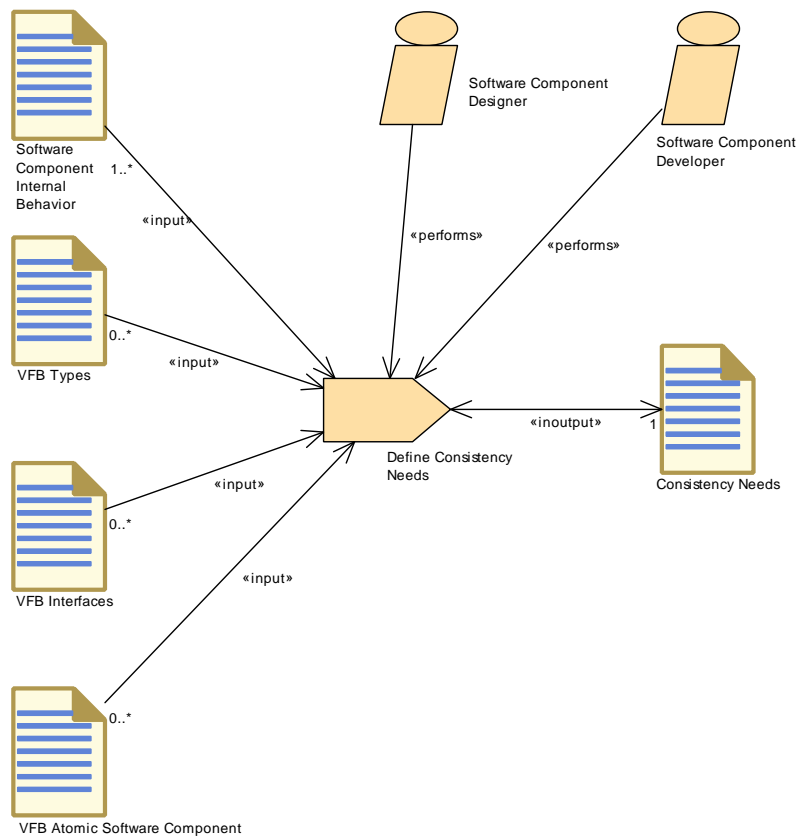 Software Component
Designer
Software Component
Developer
Software
Component
Internal
Behavior
1..*
«input»
«performs»
«performs»
VFB Types
0..*
«input»
«inoutput»
1
Define Consistency
Needs
Consistency Needs
«input»
0..*
VFB Interfaces
«input»
0..*
VFB Atomic Software Component